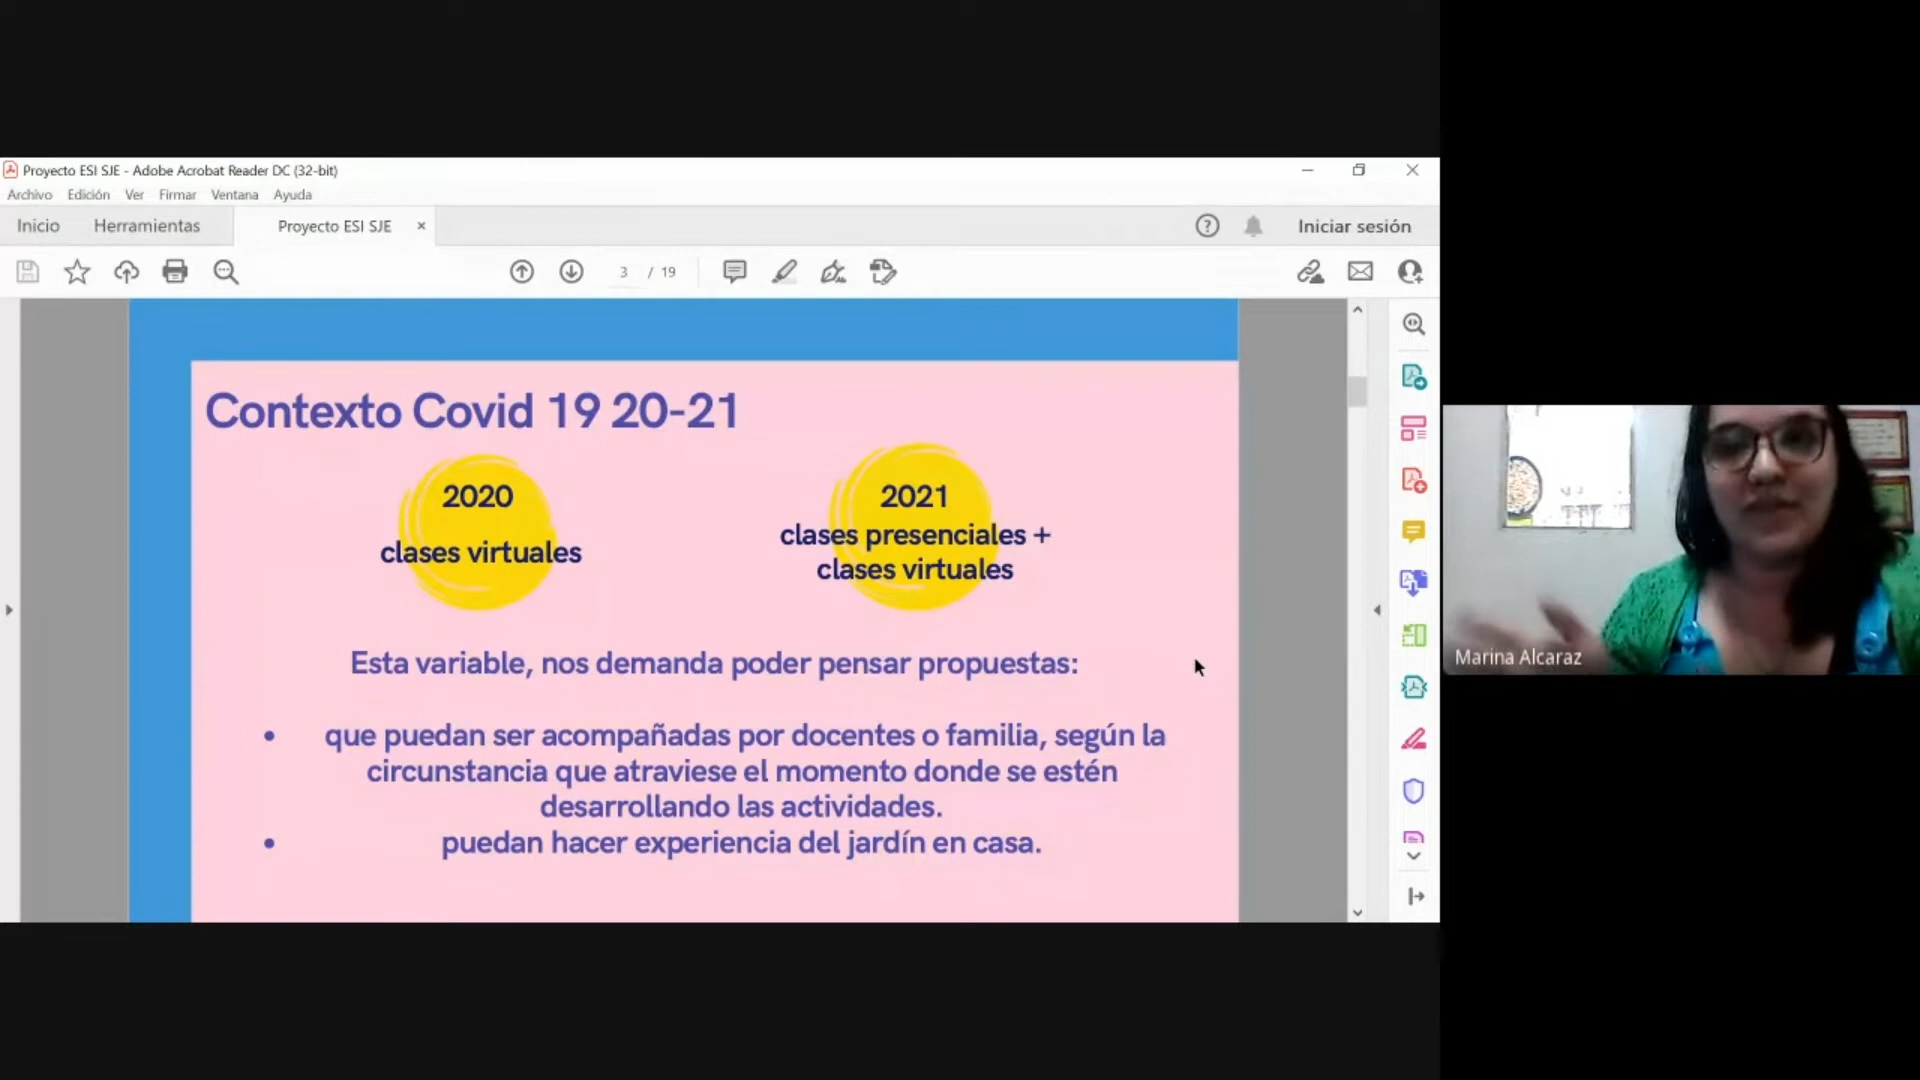 Proyecto ESI SJE - Adobe Acrobat Reader DC (32-bit)
Archivo Edición Ver Firmar Ventana Ayuda
Inicio Herramientas Proyecto ESI SJE × Iniciar sesión
3 / 19
Contexto Covid 19 20-21
2020
clases virtuales
2021
clases presenciales +
clases virtuales
Esta variable, nos demanda poder pensar propuestas:
• que puedan ser acompañadas por docentes o familia, según la
circunstancia que atraviese el momento donde se estén
desarrollando las actividades.
• puedan hacer experiencia del jardín en casa.
Marina Alcaraz